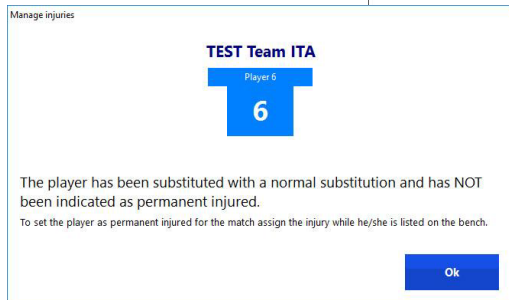 Manage injuries
TEST Team ITA
Player 6
6
The player has been substituted with a normal substitution and has NOT
been indicated as permanent injured.
To set the player as permanent injured for the match assign the injury while he/she is listed on the bench.
Ok